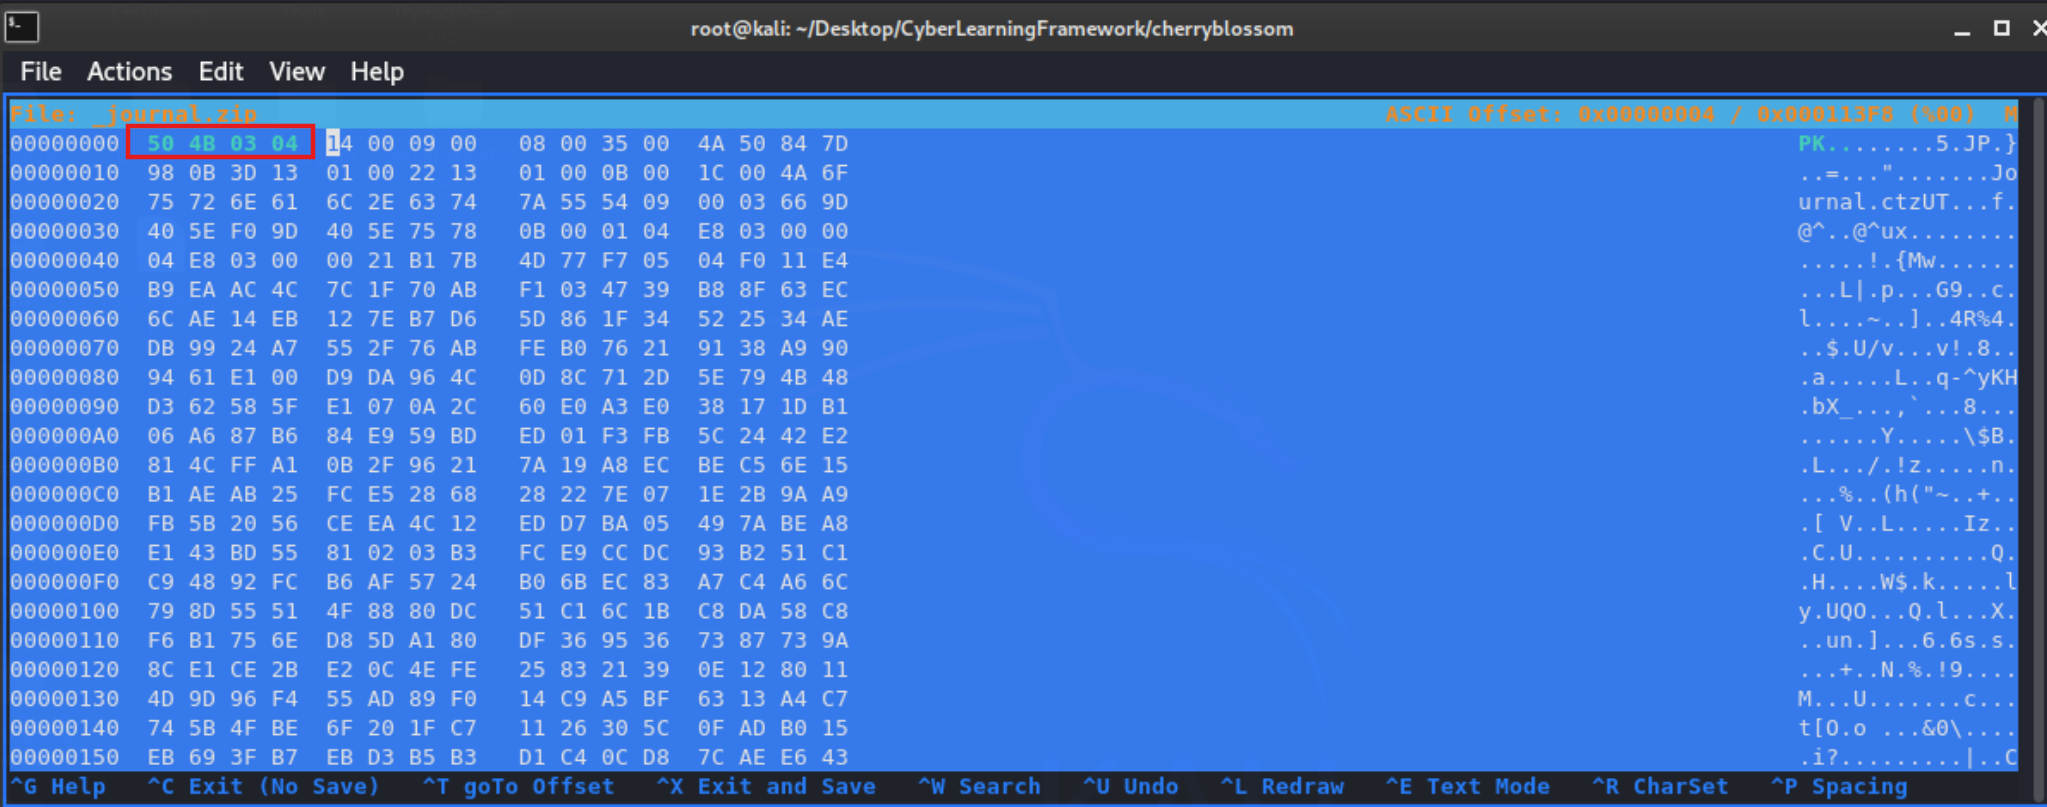 root@kali: ~/Desktop/CyberLearningFramework/cherryblossom
File Actions Edit View Help
File: _journal.zip ASCII Offset: 0x00000004 / 0x000113F8 (%00) M
00000000 50 4B 03 04 14 00 09 00 08 00 35 00 4A 50 84 7D PK........5.JP.}
00000010 98 0B 3D 13 01 00 22 13 01 00 0B 00 1C 00 4A 6F ..=...".......Jo
00000020 75 72 6E 61 6C 2E 63 74 7A 55 54 09 00 03 66 9D urnal.ctzUT...f.
00000030 40 5E F0 9D 40 5E 75 78 0B 00 01 04 E8 03 00 00 @^..@^ux........
00000040 04 E8 03 00 00 21 B1 7B 4D 77 F7 05 04 F0 11 E4 .....!.{Mw......
00000050 B9 EA AC 4C 7C 1F 70 AB F1 03 47 39 B8 8F 63 EC ...L|.p...G9..c.
00000060 6C AE 14 EB 12 7E B7 D6 5D 86 1F 34 52 25 34 AE l....~..]..4R%4.
00000070 DB 99 24 A7 55 2F 76 AB FE B0 76 21 91 38 A9 90 ..$.U/v...v!.8..
00000080 94 61 E1 00 D9 DA 96 4C 0D 8C 71 2D 5E 79 4B 48 .a.....L..q-^yKH
00000090 D3 62 58 5F E1 07 0A 2C 60 E0 A3 E0 38 17 1D B1 .bX_...,`...8...
000000A0 06 A6 87 B6 84 E9 59 BD ED 01 F3 FB 5C 24 42 E2 ......Y.....\$B.
000000B0 81 4C FF A1 0B 2F 96 21 7A 19 A8 EC BE C5 6E 15 .L.../.!z.....n.
000000C0 B1 AE AB 25 FC E5 28 68 28 22 7E 07 1E 2B 9A A9 ...%..(h("~..+..
000000D0 FB 5B 20 56 CE EA 4C 12 ED D7 BA 05 49 7A BE A8 .[ V..L.....Iz..
000000E0 E1 43 BD 55 81 02 03 B3 FC E9 CC DC 93 B2 51 C1 .C.U..........Q.
000000F0 C9 48 92 FC B6 AF 57 24 B0 6B EC 83 A7 C4 A6 6C .H....W$.k.....l
00000100 79 8D 55 51 4F 88 80 DC 51 C1 6C 1B C8 DA 58 C8 y.UQO...Q.l...X.
00000110 F6 B1 75 6E D8 5D A1 80 DF 36 95 36 73 87 73 9A ..un.]...6.6s.s.
00000120 8C E1 CE 2B E2 0C 4E FE 25 83 21 39 0E 12 80 11 ...+..N.%.!9....
00000130 4D 9D 96 F4 55 AD 89 F0 14 C9 A5 BF 63 13 A4 C7 M...U.......c...
00000140 74 5B 4F BE 6F 20 1F C7 11 26 30 5C 0F AD B0 15 t[O.o ...&0\....
00000150 EB 69 3F B7 EB D3 B5 B3 D1 C4 0C D8 7C AE E6 43 .i?.........|..C
^G Help ^C Exit (No Save) ^T goTo Offset ^X Exit and Save ^W Search ^U Undo ^L Redraw ^E Text Mode ^R CharSet ^P Spacing